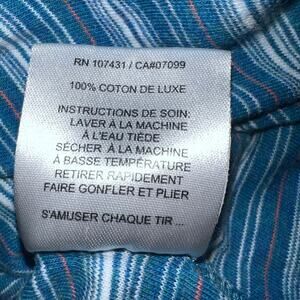 RN 107431 / CA#07099
100% COTON DE LUXE
INSTRUCTIONS DE SOIN:
LAVER À LA MACHINE
À L'EAU TIÈDE
SÉCHER À LA MACHINE
À BASSE TEMPÉRATURE
RETIRER RAPIDEMENT
FAIRE GONFLER ET PLIER
S'AMUSER CHAQUE TIR ...